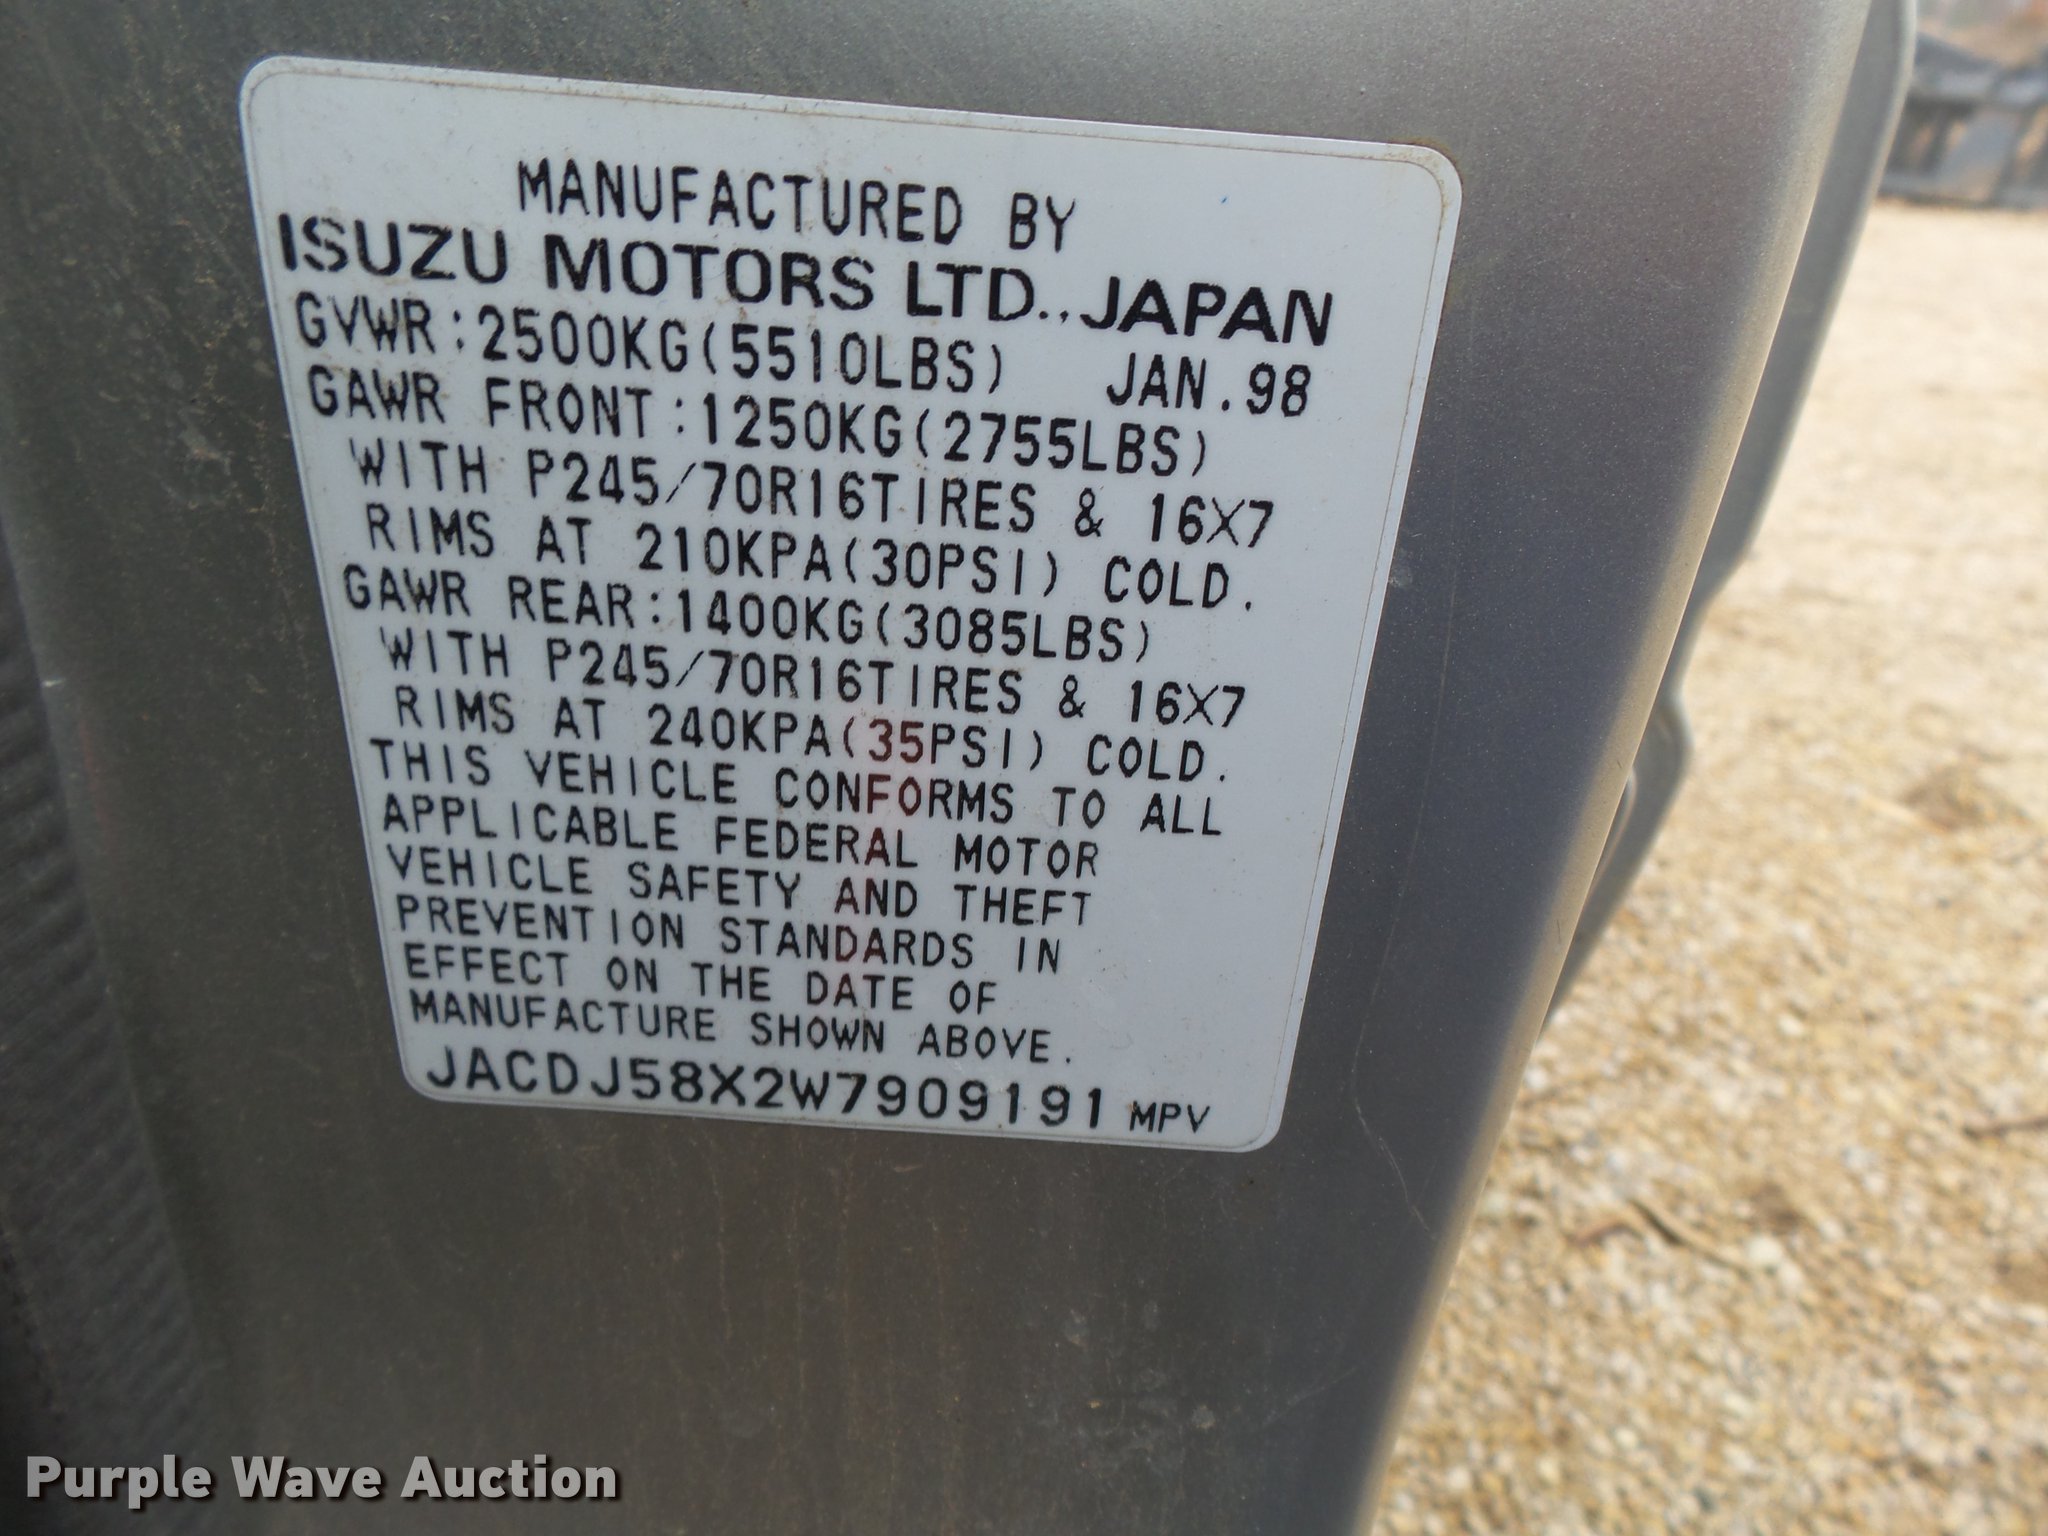 MANUFACTURED BY
ISUZU MOTORS LTD., JAPAN
GVWR:2500KG(5510LBS) JAN.98
GAWR FRONT:1250KG(2755LBS)
WITH P245/70R16TIRES & 16X7
RIMS AT 210KPA(30PSI) COLD.
GAWR REAR:1400KG(3085LBS)
WITH P245/70R16TIRES & 16X7
RIMS AT 240KPA(35PSI) COLD.
THIS VEHICLE CONFORMS TO ALL
APPLICABLE FEDERAL MOTOR
VEHICLE SAFETY AND THEFT
PREVENTION STANDARDS IN
EFFECT ON THE DATE OF
MANUFACTURE SHOWN ABOVE.
JACDJ58X2W7909191 MPV
Purple Wave Auction